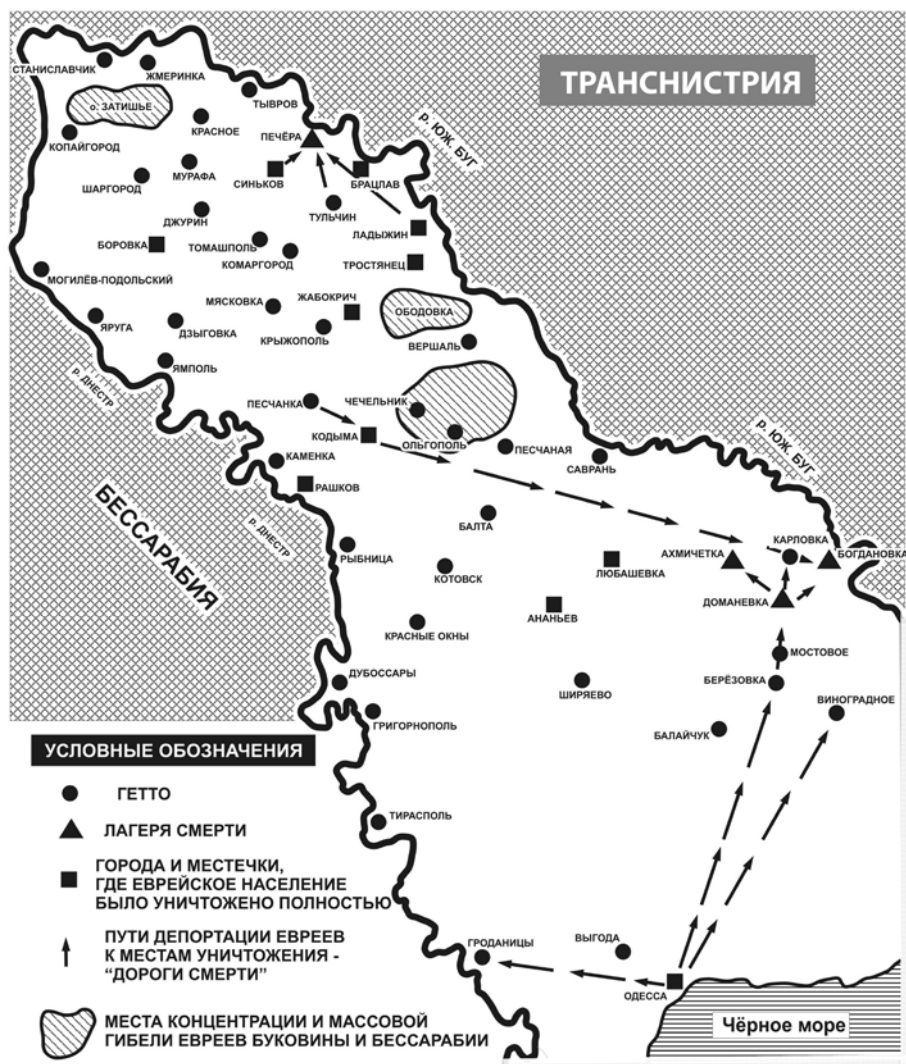 ТРАНСНИСТРИЯ
СТАНИСЛАВЧИК
ЖМЕРИНКА
ТЫВРОВ
о. ЗАТИШЬЕ
КРАСНОЕ
ПЕЧЁРА
р. ЮЖ. БУГ
КОПАЙГОРОД
МУРАФА
СИНЬКОВ
БРАЦЛАВ
ШАРГОРОД
ДЖУРИН
ТУЛЬЧИН
ЛАДЫЖИН
БОРОВКА
ТОМАШПОЛЬ
КОМАРГОРОД
ТРОСТЯНЕЦ
МОГИЛЁВ-ПОДОЛЬСКИЙ
МЯСКОВКА
ЖАБОКРИЧ
ОБОДОВКА
ЯРУГА
ДЗЫГОВКА
КРЫЖОПОЛЬ
ВЕРШАЛЬ
ЯМПОЛЬ
р. ДНЕСТР
ПЕСЧАНКА
ЧЕЧЕЛЬНИК
КОДЫМА
ОЛЬГОПОЛЬ
ПЕСЧАНАЯ
САВРАНЬ
р. ЮЖ. БУГ
КАМЕНКА
РАШКОВ
БЕССАРАБИЯ
р. ДНЕСТР
БАЛТА
РЫБНИЦА
КОТОВСК
ЛЮБАШЕВКА
АХМИЧЕТКА
КАРЛОВКА
БОГДАНОВКА
ДОМАНЕВКА
АНАНЬЕВ
КРАСНЫЕ ОКНЫ
МОСТОВОЕ
ДУБОССАРЫ
ШИРЯЕВО
БЕРЁЗОВКА
ВИНОГРАДНОЕ
ГРИГОРНОПОЛЬ
БАЛАЙЧУК
ТИРАСПОЛЬ
ГРОДАНИЦЫ
ВЫГОДА
ОДЕССА
Чёрное море
УСЛОВНЫЕ ОБОЗНАЧЕНИЯ
ГЕТТО
ЛАГЕРЯ СМЕРТИ
ГОРОДА И МЕСТЕЧКИ,
ГДЕ ЕВРЕЙСКОЕ НАСЕЛЕНИЕ
БЫЛО УНИЧТОЖЕНО ПОЛНОСТЬЮ
ПУТИ ДЕПОРТАЦИИ ЕВРЕЕВ
К МЕСТАМ УНИЧТОЖЕНИЯ -
“ДОРОГИ СМЕРТИ”
МЕСТА КОНЦЕНТРАЦИИ И МАССОВОЙ
ГИБЕЛИ ЕВРЕЕВ БУКОВИНЫ И БЕССАРАБИИ